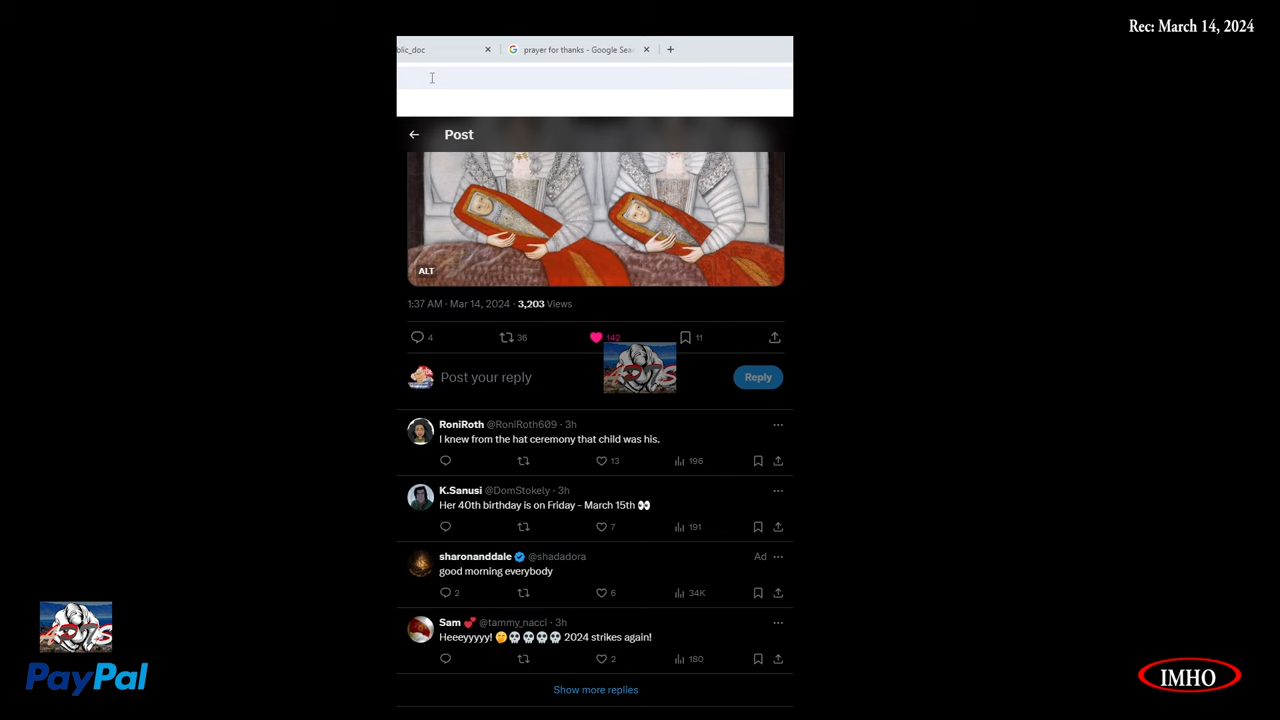 Rec: March 14, 2024
blic_doc
prayer for thanks - Google Sea
Post
ALT
1:37 AM · Mar 14, 2024 · 3,203 Views
4 36 142 11
Post your reply
Reply
RoniRoth @RoniRoth609 · 3h
I knew from the hat ceremony that child was his.
13 196
K.Sanusi @DomStokely · 3h
Her 40th birthday is on Friday - March 15th 👀
7 191
sharonanddale @shadadora Ad
good morning everybody
2 6 34K
Sam 💕 @tammy_nacci · 3h
Heeeyyyyy! 🤭💀💀💀💀 2024 strikes again!
2 180
Show more replies
PayPal
IMHO